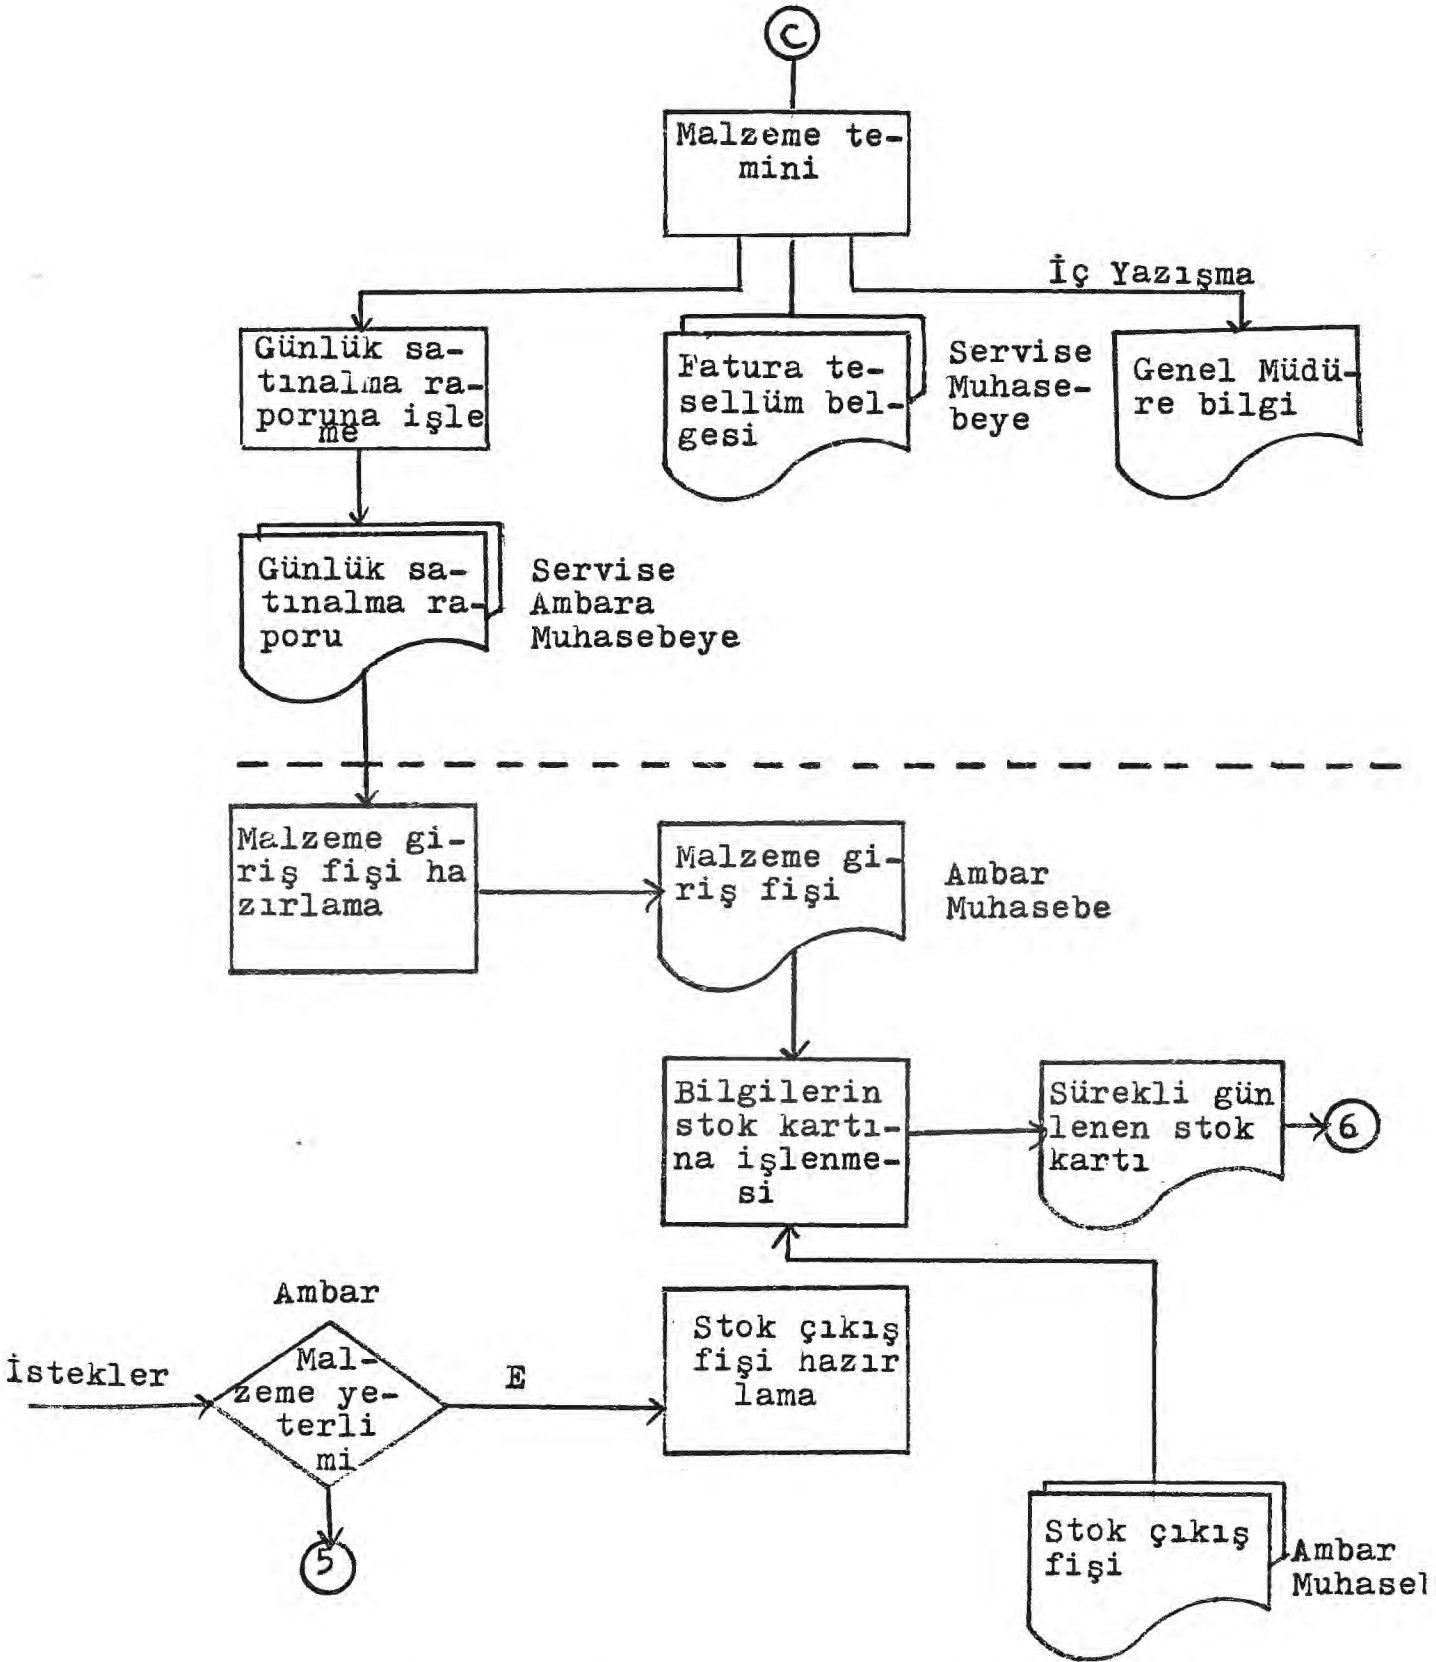 C
Malzeme te-
mini
İç Yazışma
Günlük sa-
tınalma ra-
poruna işle
me
Fatura te-
sellüm bel-
gesi
Servise
Muhase-
beye
Genel Müdü-
re bilgi
Günlük sa-
tınalma ra-
poru
Servise
Ambara
Muhasebeye
Malzeme gi-
riş fişi ha
zırlama
Malzeme gi-
riş fişi
Ambar
Muhasebe
Bilgilerin
stok kartı-
na işlenme-
si
Sürekli gün
lenen stok
kartı
6
Ambar
İstekler
Mal-
zeme ye-
terli
mi
E
Stok çıkış
fişi hazır
lama
5
Stok çıkış
fişi
Ambar